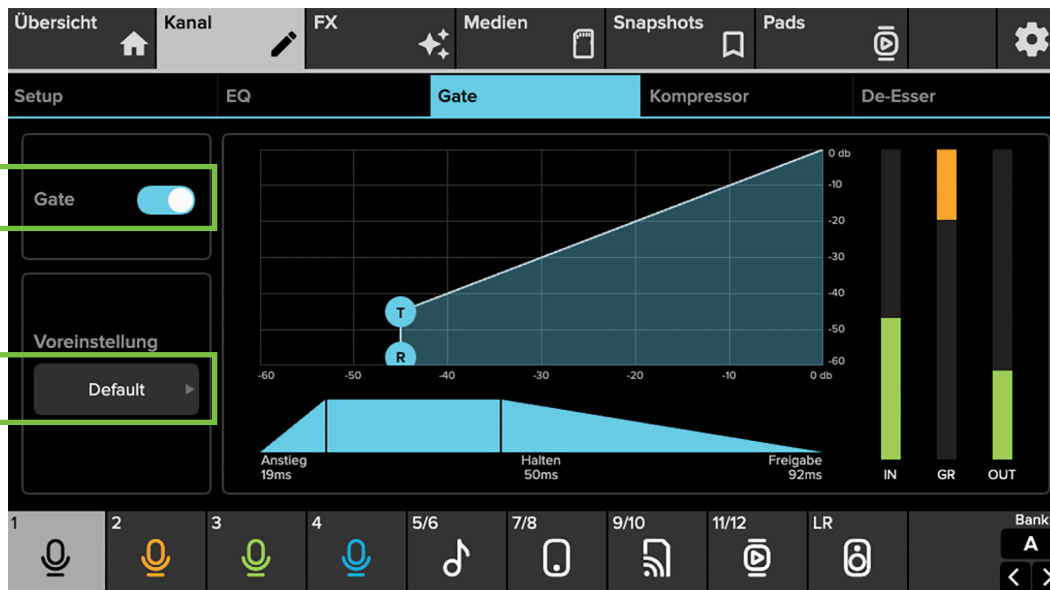 Übersicht
Kanal
FX
Medien
Snapshots
Pads
Setup
EQ
Gate
Kompressor
De-Esser
Gate
Voreinstellung
Default
T
R
0 db
-10
-20
-30
-40
-50
-60
-60
-50
-40
-30
-20
-10
0 db
Anstieg
19ms
Halten
50ms
Freigabe
92ms
IN
GR
OUT
1
2
3
4
5/6
7/8
9/10
11/12
LR
Bank
A